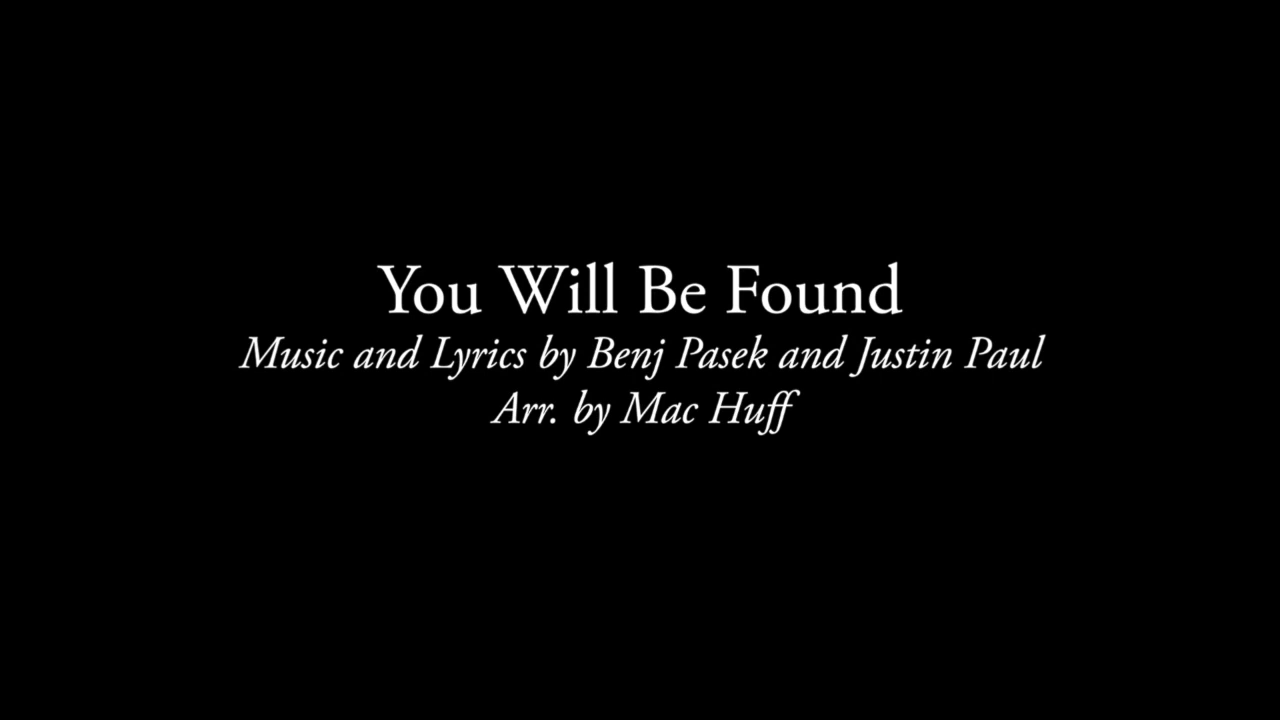 You Will Be Found
Music and Lyrics by Benj Pasek and Justin Paul
Arr. by Mac Huff